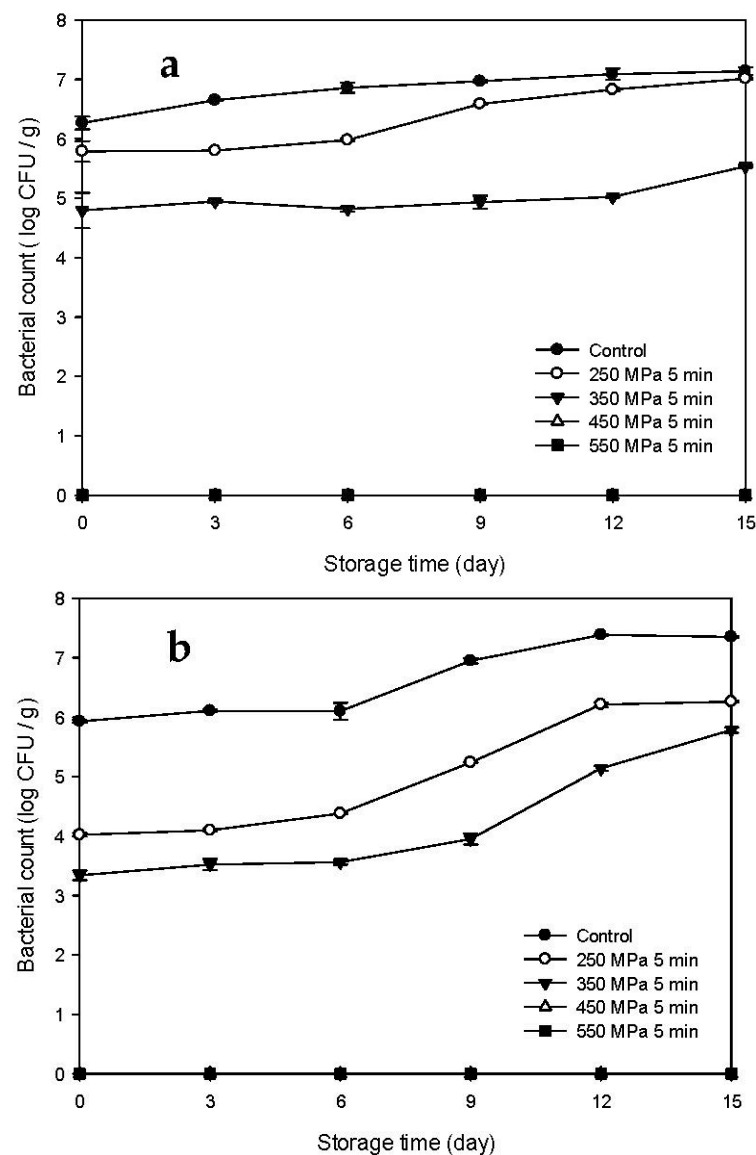 a
8
7
6
5
4
3
2
1
0
Bacterial count ( log CFU / g)
Control
250 MPa 5 min
350 MPa 5 min
450 MPa 5 min
550 MPa 5 min
0 3 6 9 12 15
Storage time (day)
b
8
7
6
5
4
3
2
1
0
Bacterial count (log CFU / g)
Control
250 MPa 5 min
350 MPa 5 min
450 MPa 5 min
550 MPa 5 min
0 3 6 9 12 15
Storage time (day)